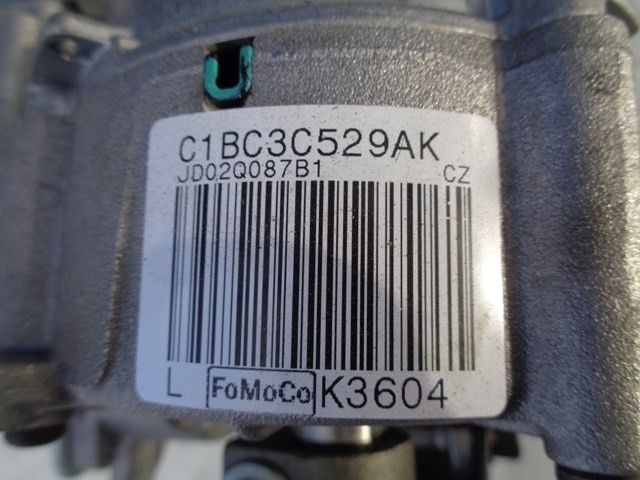 C1BC3C529AK
JD02Q087B1 CZ
L FoMoCo K3604